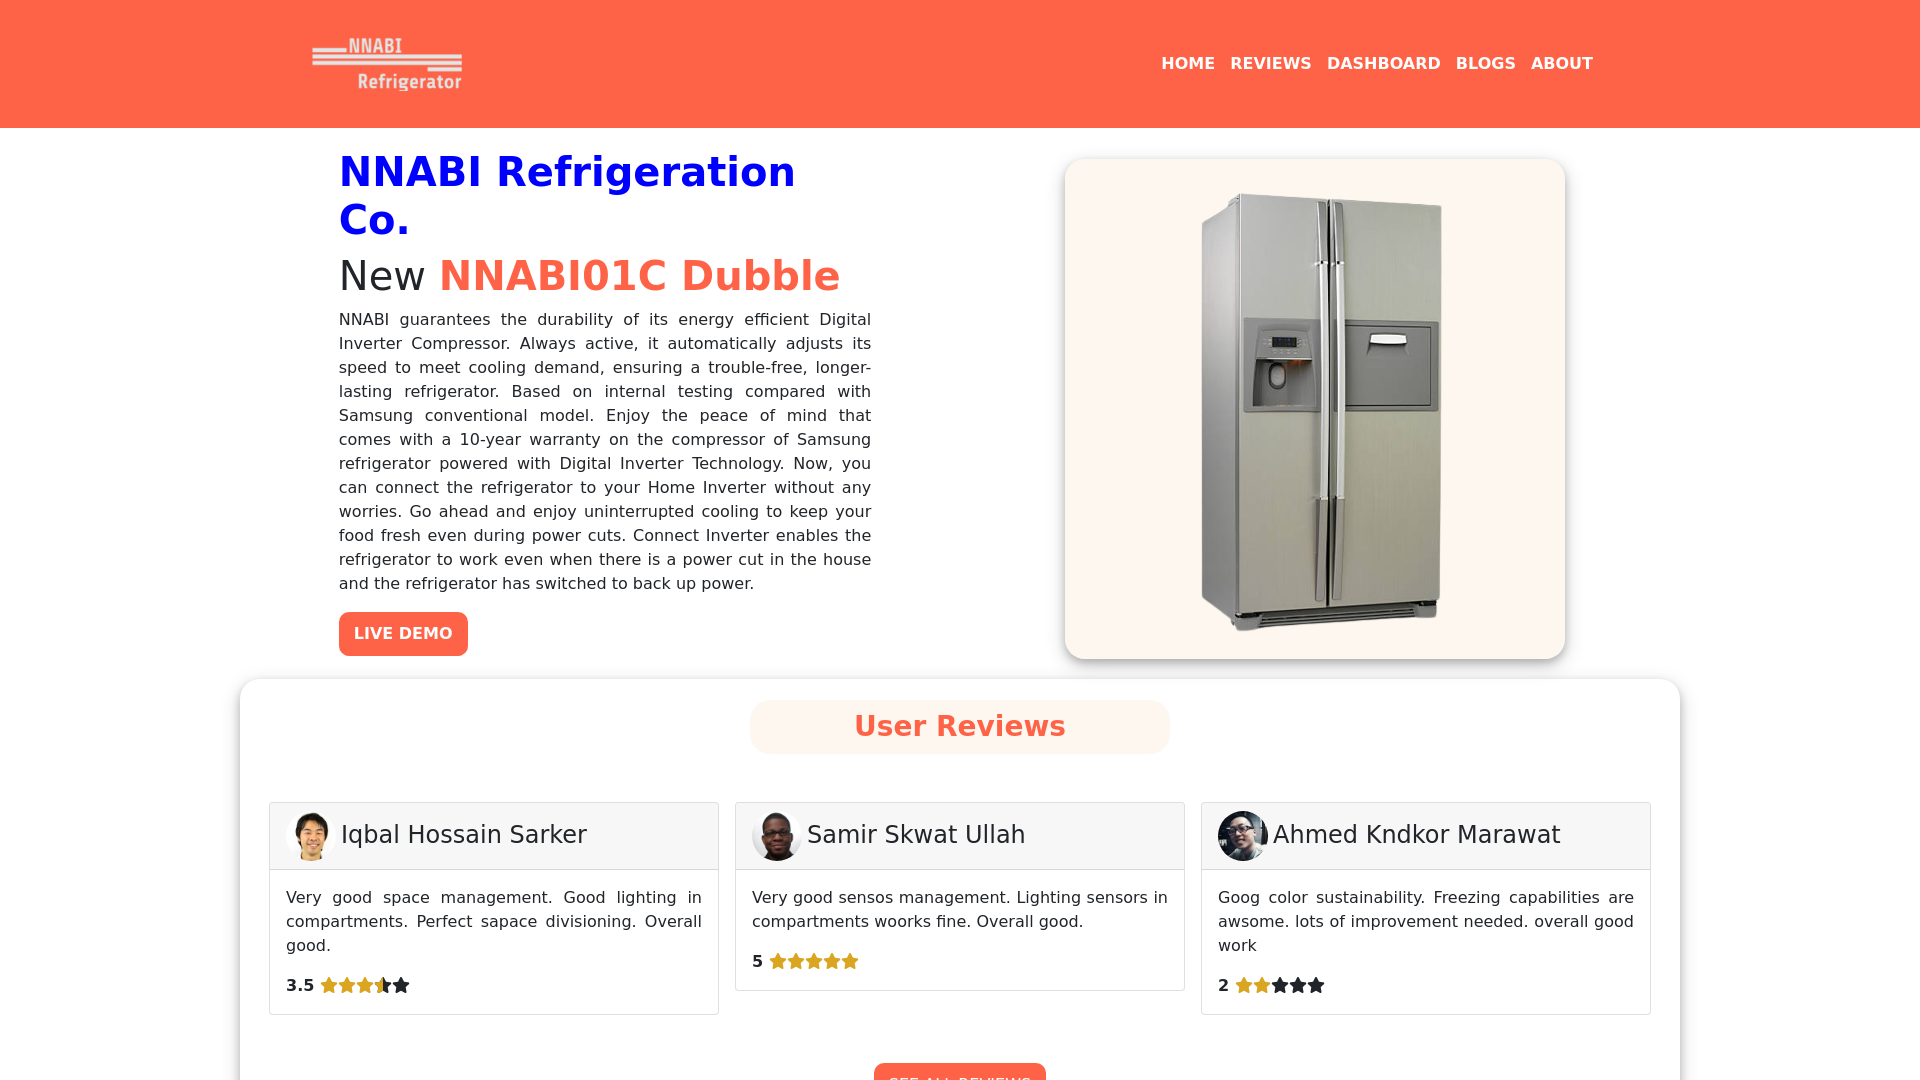 NNABI
Refrigerator
HOME REVIEWS DASHBOARD BLOGS ABOUT
NNABI Refrigeration
Co.
New NNABI01C Dubble
NNABI guarantees the durability of its energy efficient Digital
Inverter Compressor. Always active, it automatically adjusts its
speed to meet cooling demand, ensuring a trouble-free, longer-
lasting refrigerator. Based on internal testing compared with
Samsung conventional model. Enjoy the peace of mind that
comes with a 10-year warranty on the compressor of Samsung
refrigerator powered with Digital Inverter Technology. Now, you
can connect the refrigerator to your Home Inverter without any
worries. Go ahead and enjoy uninterrupted cooling to keep your
food fresh even during power cuts. Connect Inverter enables the
refrigerator to work even when there is a power cut in the house
and the refrigerator has switched to back up power.
LIVE DEMO
User Reviews
Iqbal Hossain Sarker
Very good space management. Good lighting in
compartments. Perfect sapace divisioning. Overall
good.
3.5
Samir Skwat Ullah
Very good sensos management. Lighting sensors in
compartments woorks fine. Overall good.
5
Ahmed Kndkor Marawat
Goog color sustainability. Freezing capabilities are
awsome. lots of improvement needed. overall good
work
2
SEE ALL REVIEWS